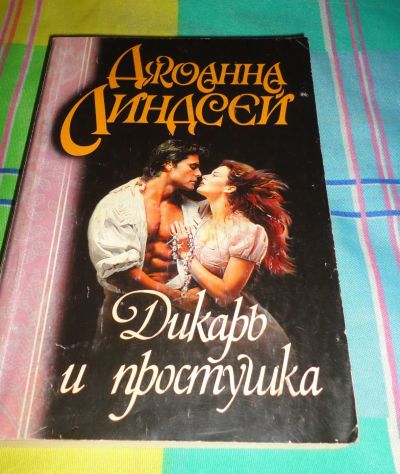 Джоанна
Линдсей
Дикарь
и простушка